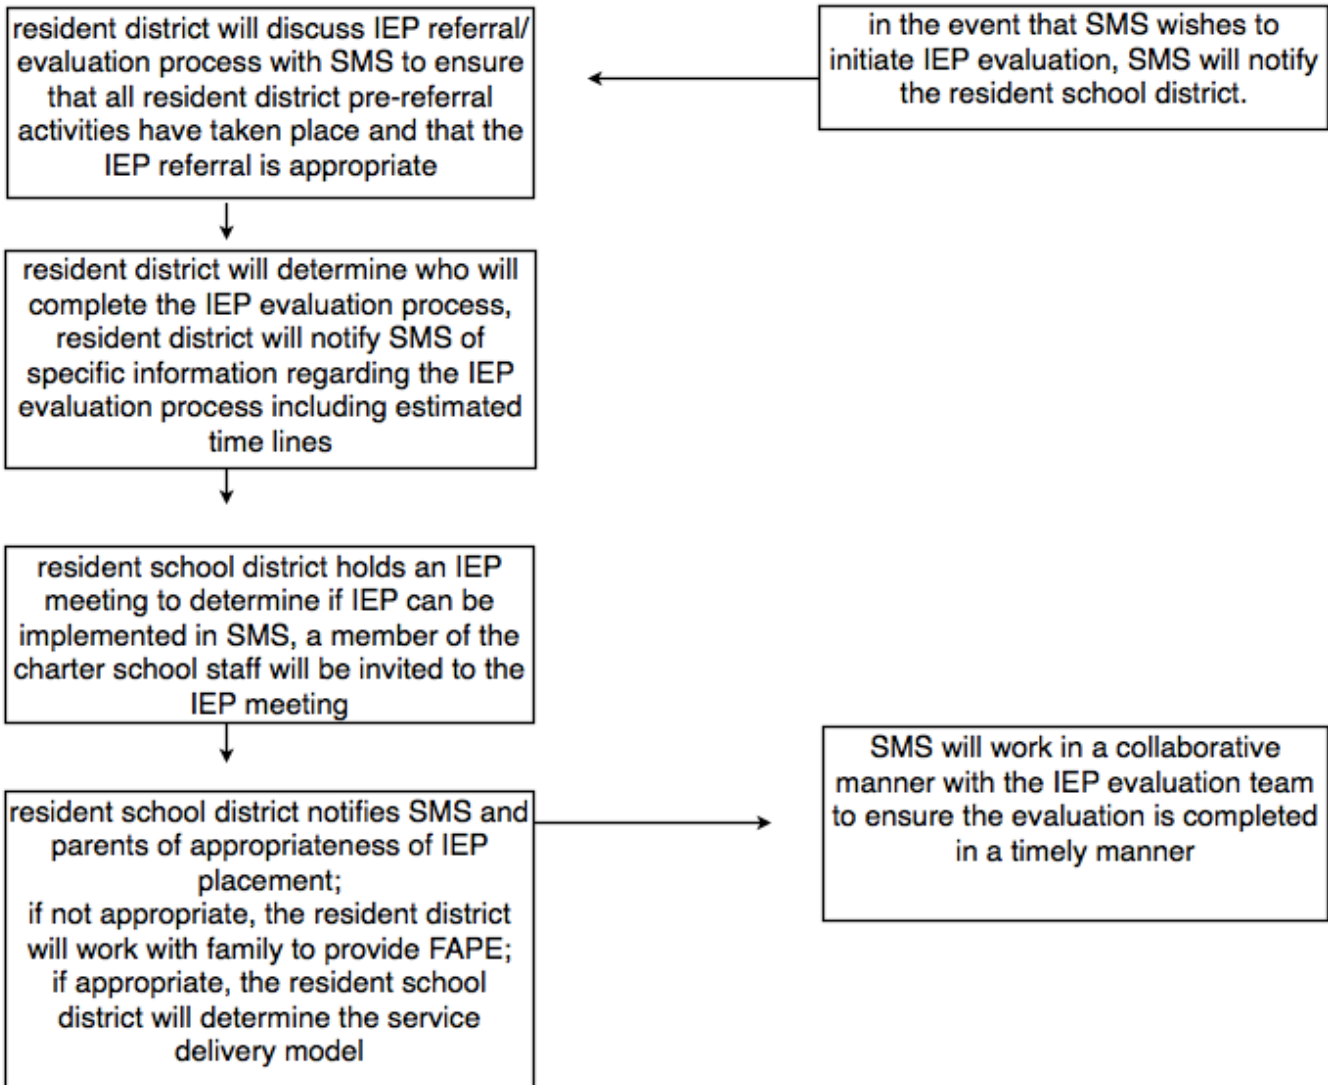 in the event that SMS wishes to
initiate IEP evaluation, SMS will notify
the resident school district.
resident district will discuss IEP referral/
evaluation process with SMS to ensure
that all resident district pre-referral
activities have taken place and that the
IEP referral is appropriate
resident district will determine who will
complete the IEP evaluation process,
resident district will notify SMS of
specific information regarding the IEP
evaluation process including estimated
time lines
resident school district holds an IEP
meeting to determine if IEP can be
implemented in SMS, a member of the
charter school staff will be invited to the
IEP meeting
resident school district notifies SMS and
parents of appropriateness of IEP
placement;
if not appropriate, the resident district
will work with family to provide FAPE;
if appropriate, the resident school
district will determine the service
delivery model
SMS will work in a collaborative
manner with the IEP evaluation team
to ensure the evaluation is completed
in a timely manner